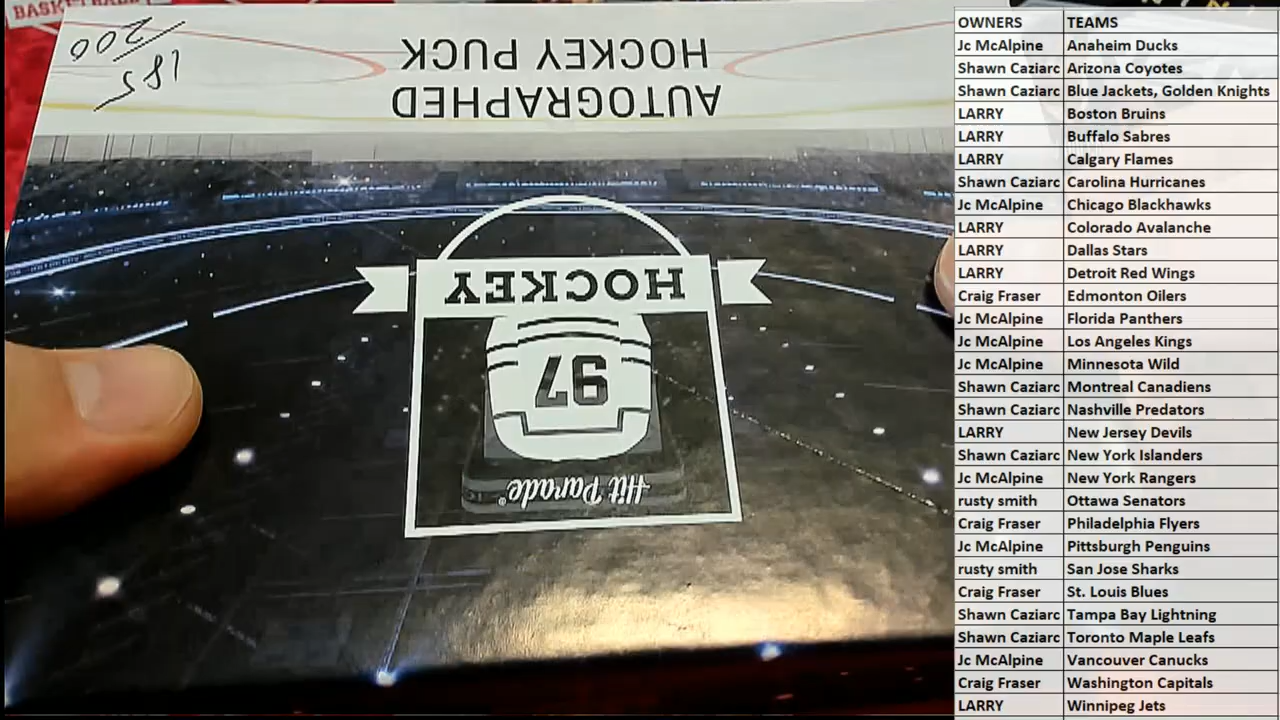 BASKETBALL
185/200
AUTOGRAPHED
HOCKEY PUCK
HOCKEY
97
Hit Parade®
OWNERS TEAMS
Jc McAlpine Anaheim Ducks
Shawn Caziarc Arizona Coyotes
Shawn Caziarc Blue Jackets, Golden Knights
LARRY Boston Bruins
LARRY Buffalo Sabres
LARRY Calgary Flames
Shawn Caziarc Carolina Hurricanes
Jc McAlpine Chicago Blackhawks
LARRY Colorado Avalanche
LARRY Dallas Stars
LARRY Detroit Red Wings
Craig Fraser Edmonton Oilers
Jc McAlpine Florida Panthers
Jc McAlpine Los Angeles Kings
Jc McAlpine Minnesota Wild
Shawn Caziarc Montreal Canadiens
Shawn Caziarc Nashville Predators
LARRY New Jersey Devils
Shawn Caziarc New York Islanders
Jc McAlpine New York Rangers
rusty smith Ottawa Senators
Craig Fraser Philadelphia Flyers
Jc McAlpine Pittsburgh Penguins
rusty smith San Jose Sharks
Craig Fraser St. Louis Blues
Shawn Caziarc Tampa Bay Lightning
Shawn Caziarc Toronto Maple Leafs
Jc McAlpine Vancouver Canucks
Craig Fraser Washington Capitals
LARRY Winnipeg Jets